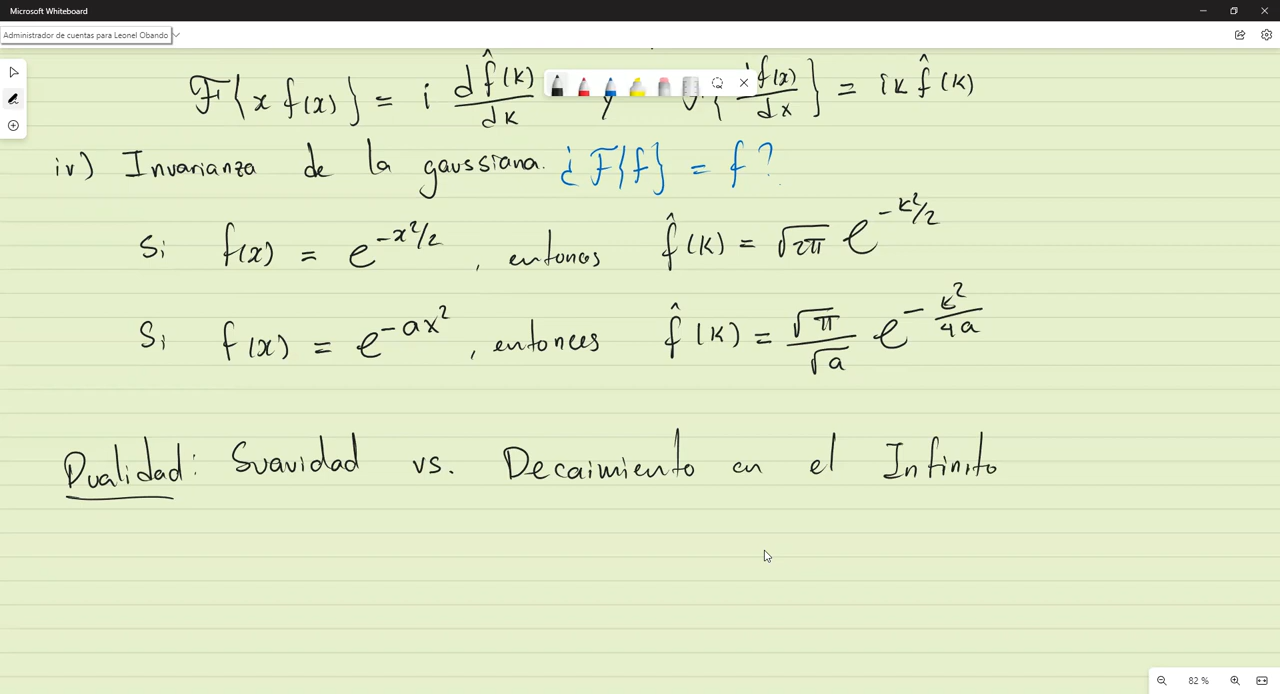 Microsoft Whiteboard
Administrador de cuentas para Leonel Obando
ℱ{x f(x)} = i df̂(k)/dk y {f(x)/dx} = ik f̂(k)
iv) Invarianza de la gaussiana. ¿ℱ{f} = f?
Si f(x) = e^{-x²/2}, entonces f̂(k) = √2π e^{-k²/2}
Si f(x) = e^{-ax²}, entonces f̂(k) = √π/√a e^{-k²/4a}
Dualidad: Suavidad vs. Decaimiento en el Infinito
82 %